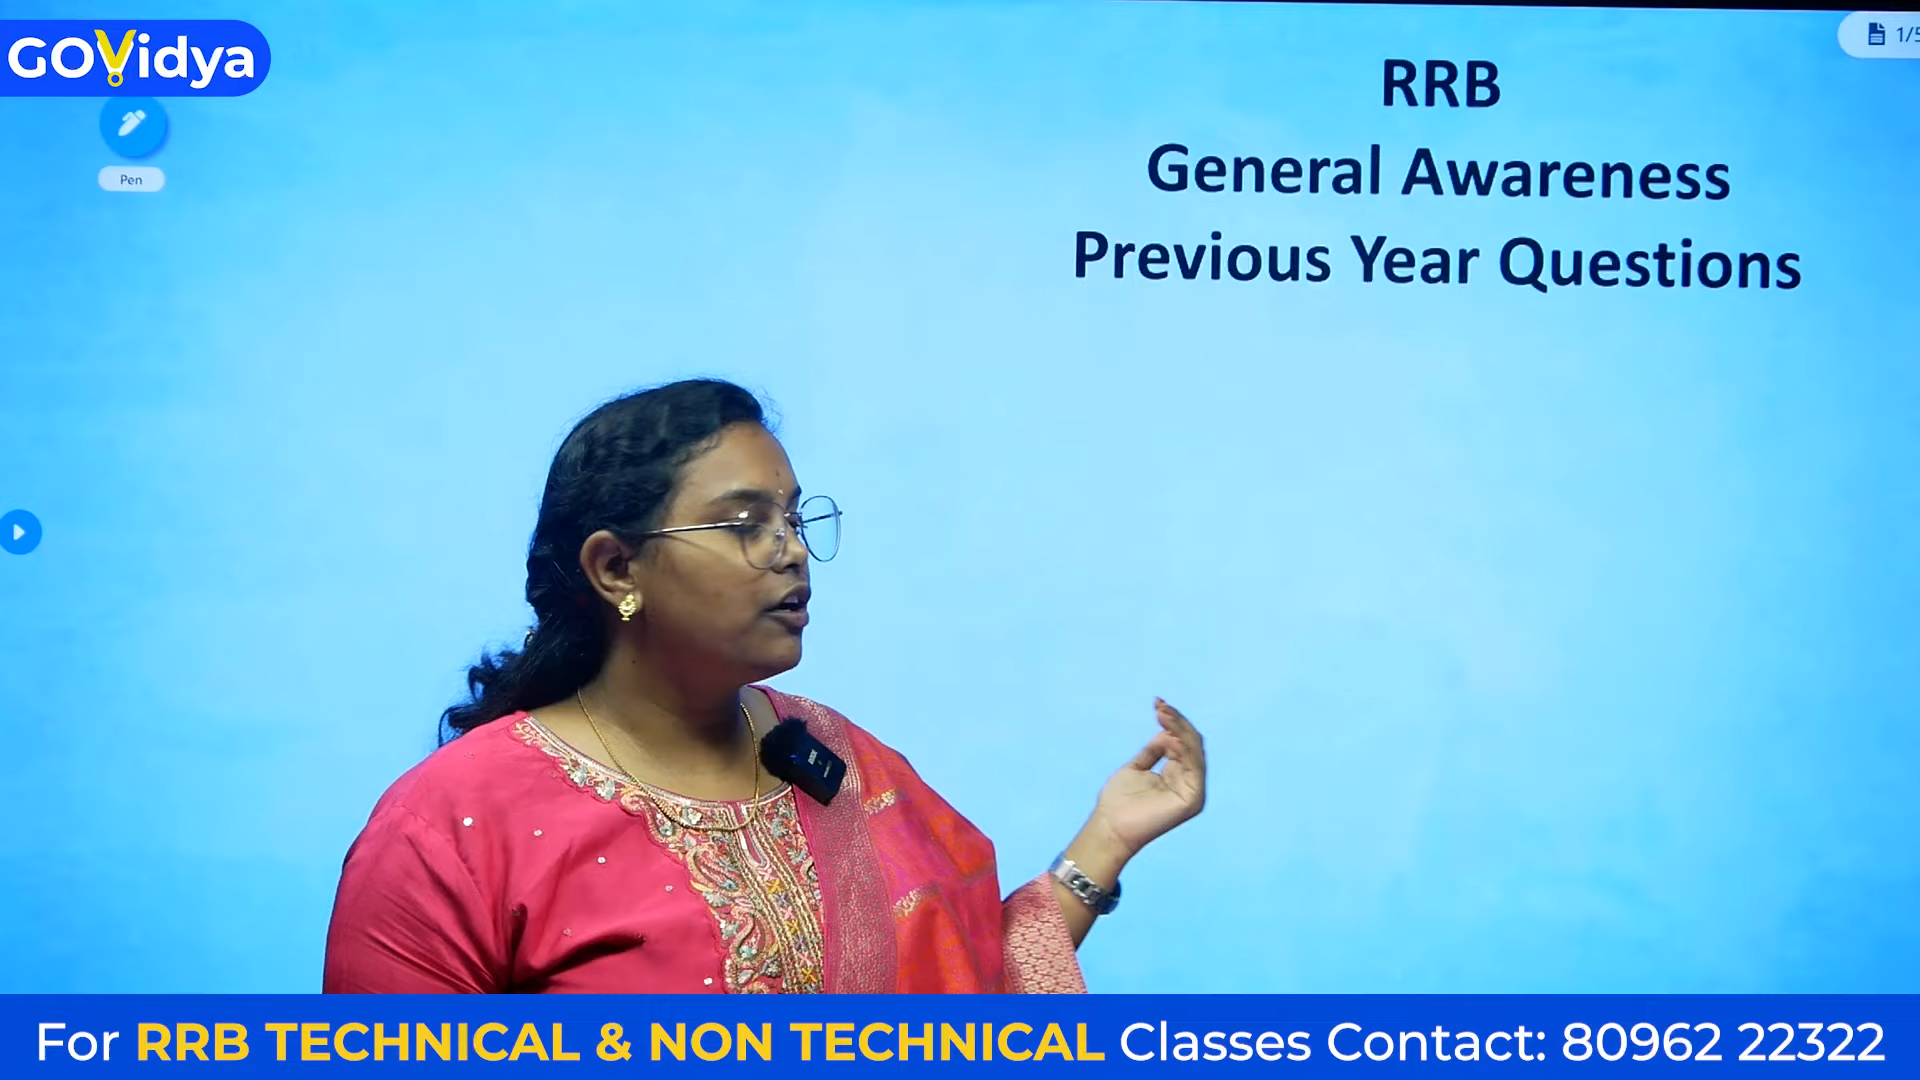 GOVidya
Pen
1/5
RRB
General Awareness
Previous Year Questions
For RRB TECHNICAL & NON TECHNICAL Classes Contact: 80962 22322